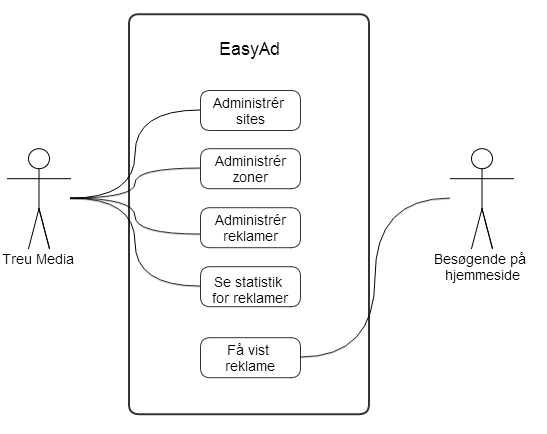 EasyAd
Administrér
sites
Administrér
zoner
Administrér
reklamer
Se statistik
for reklamer
Få vist
reklame
Treu Media
Besøgende på
hjemmeside